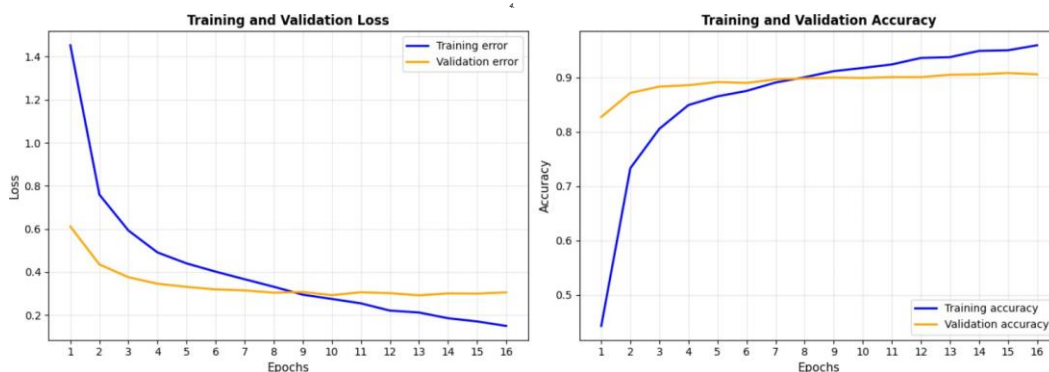 4.
Training and Validation Loss
Training error
Validation error
1.4
1.2
1.0
0.8
0.6
0.4
0.2
Loss
1 2 3 4 5 6 7 8 9 10 11 12 13 14 15 16
Epochs
Training and Validation Accuracy
0.9
0.8
0.7
0.6
0.5
Accuracy
Training accuracy
Validation accuracy
1 2 3 4 5 6 7 8 9 10 11 12 13 14 15 16
Epochs